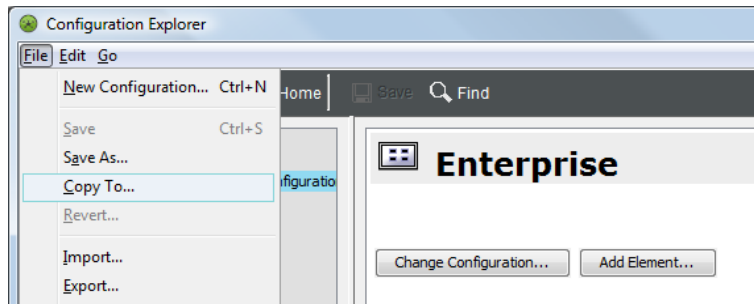 Configuration Explorer
File Edit Go
New Configuration... Ctrl+N
Home Save Find
Save Ctrl+S
Save As...
Enterprise
Copy To...
figuratio
Revert...
Import...
Change Configuration... Add Element...
Export...